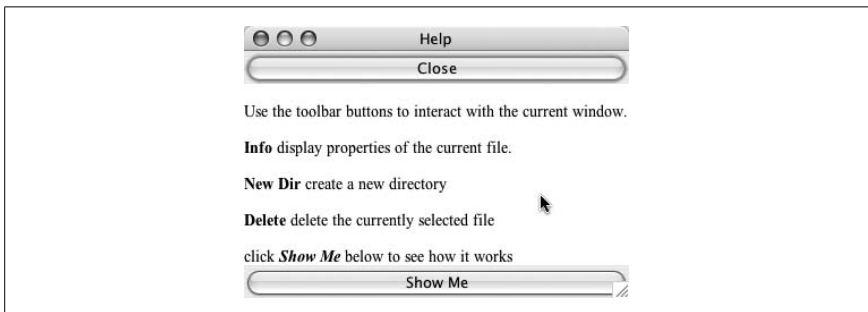 Help
Close
Use the toolbar buttons to interact with the current window.
Info display properties of the current file.
New Dir create a new directory
Delete delete the currently selected file
click Show Me below to see how it works
Show Me